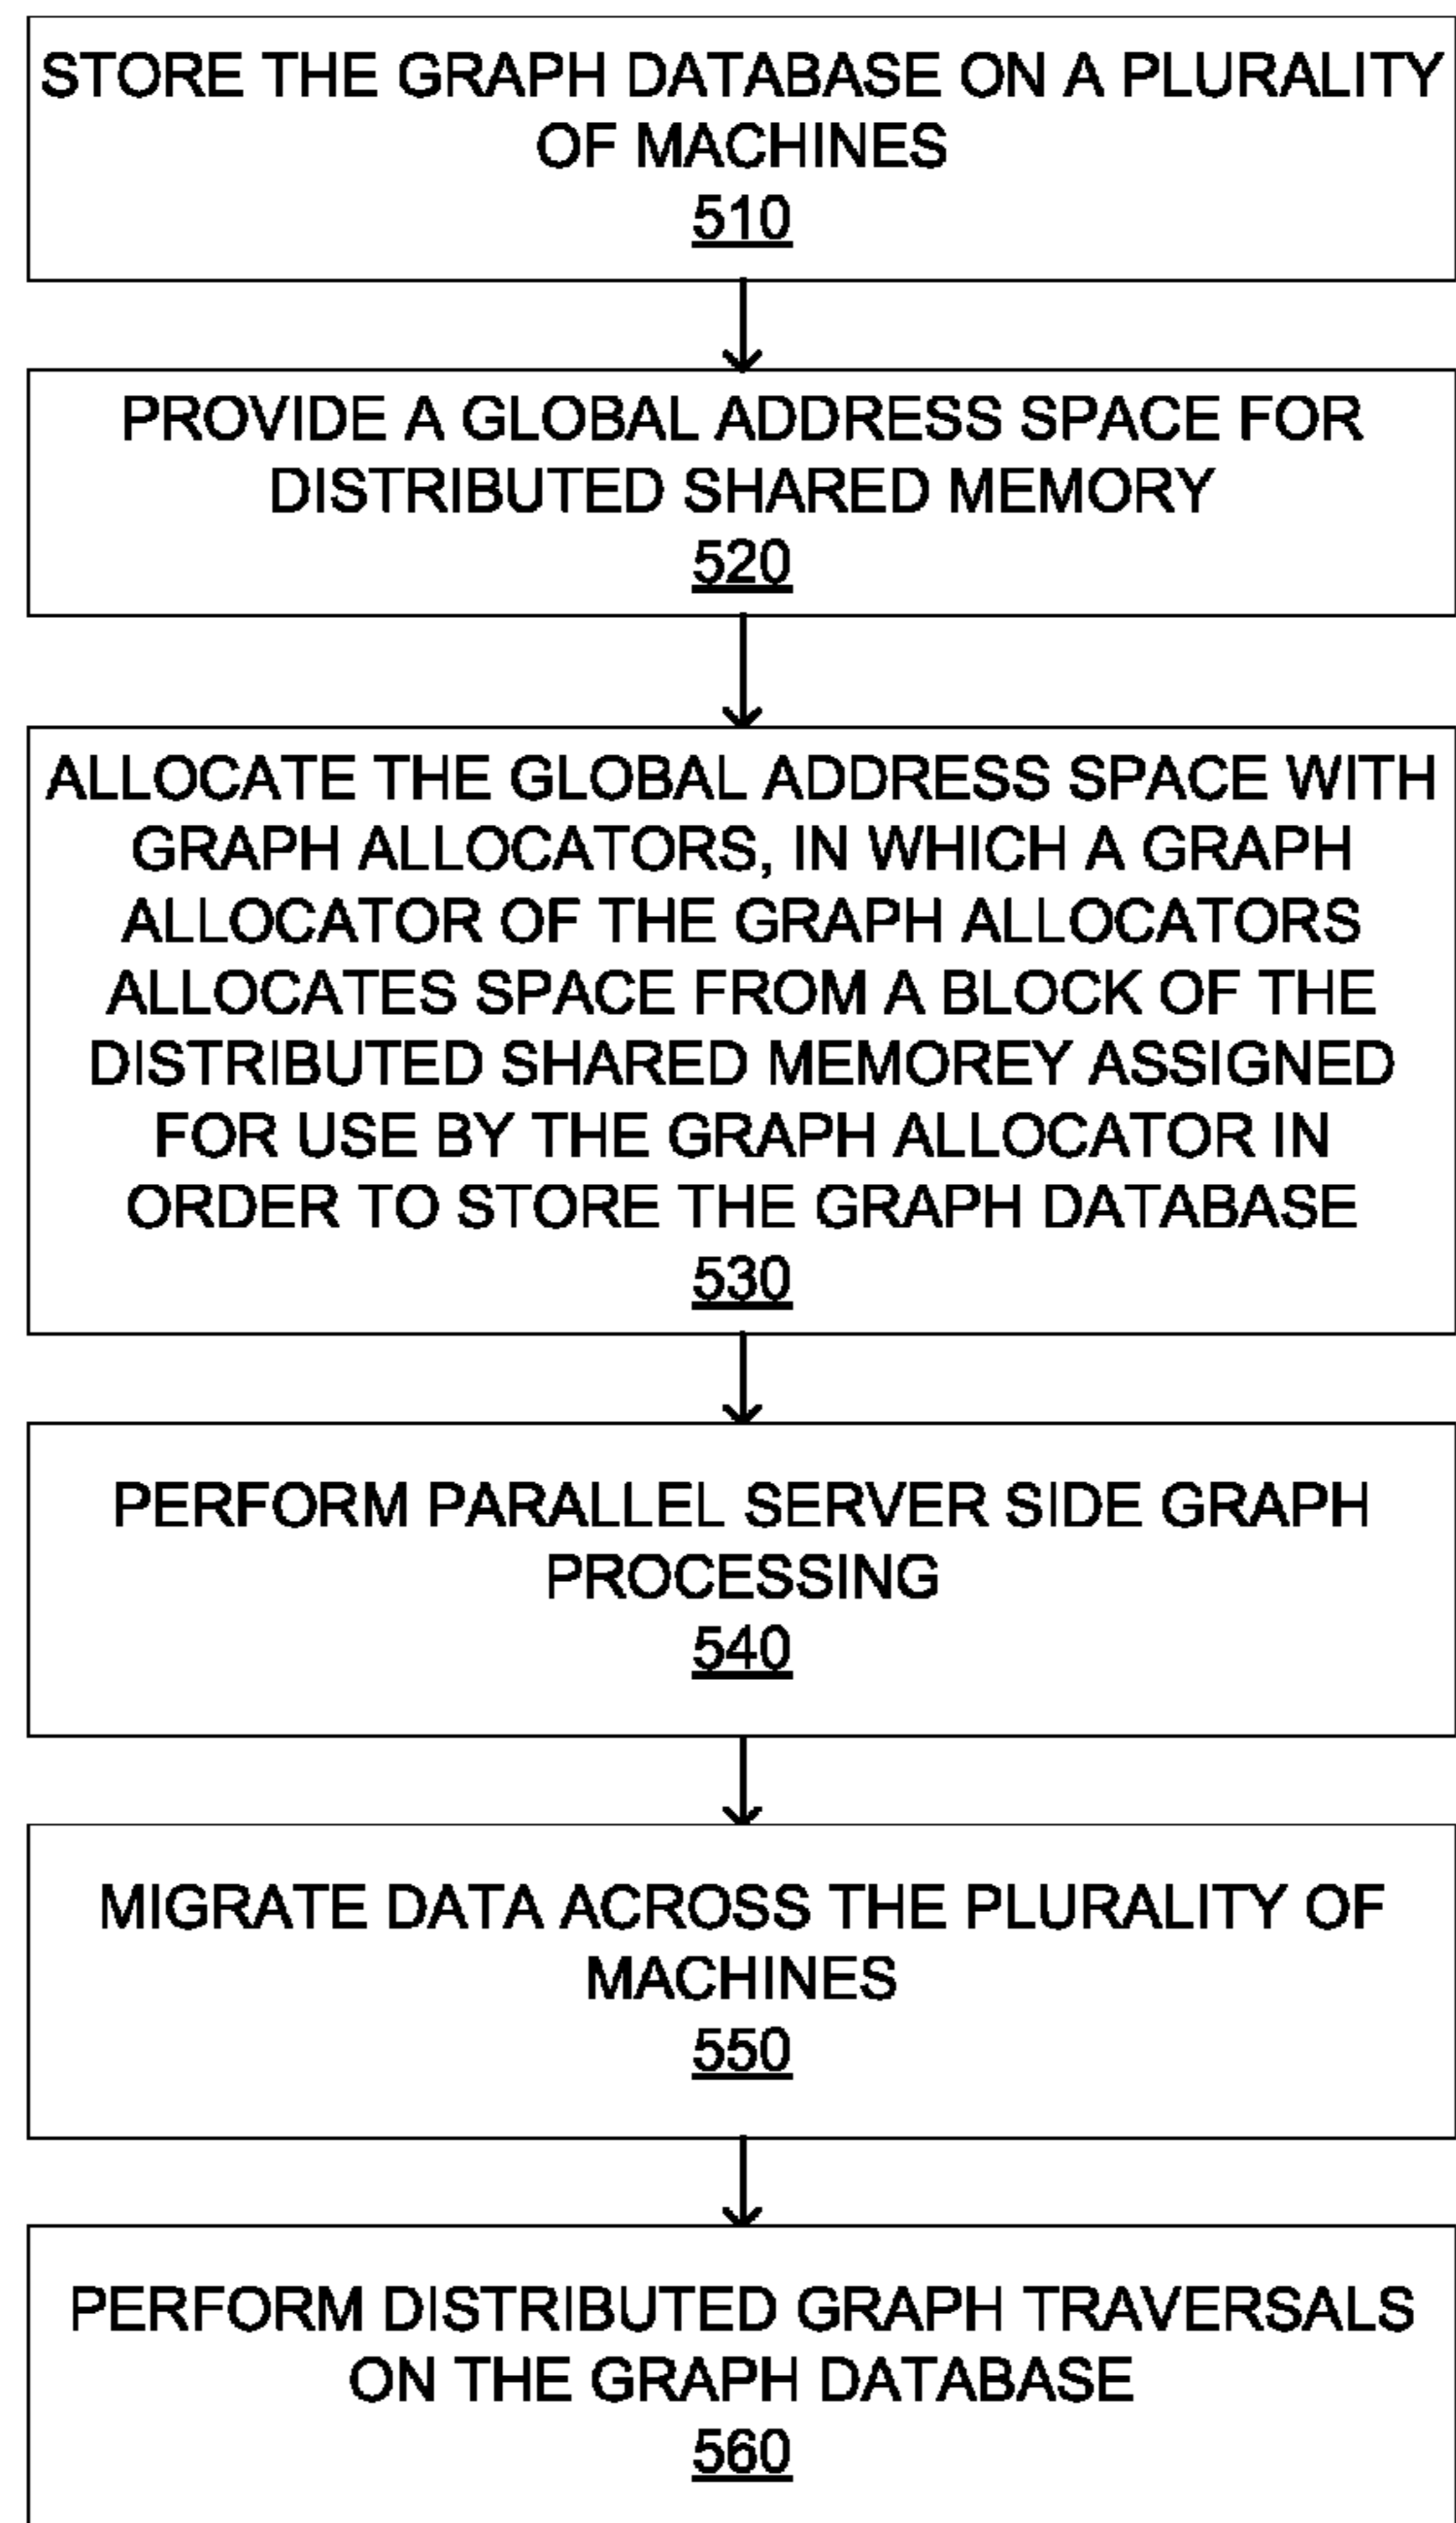 STORE THE GRAPH DATABASE ON A PLURALITY
OF MACHINES
510
PROVIDE A GLOBAL ADDRESS SPACE FOR
DISTRIBUTED SHARED MEMORY
520
ALLOCATE THE GLOBAL ADDRESS SPACE WITH
GRAPH ALLOCATORS, IN WHICH A GRAPH
ALLOCATOR OF THE GRAPH ALLOCATORS
ALLOCATES SPACE FROM A BLOCK OF THE
DISTRIBUTED SHARED MEMOREY ASSIGNED
FOR USE BY THE GRAPH ALLOCATOR IN
ORDER TO STORE THE GRAPH DATABASE
530
PERFORM PARALLEL SERVER SIDE GRAPH
PROCESSING
540
MIGRATE DATA ACROSS THE PLURALITY OF
MACHINES
550
PERFORM DISTRIBUTED GRAPH TRAVERSALS
ON THE GRAPH DATABASE
560